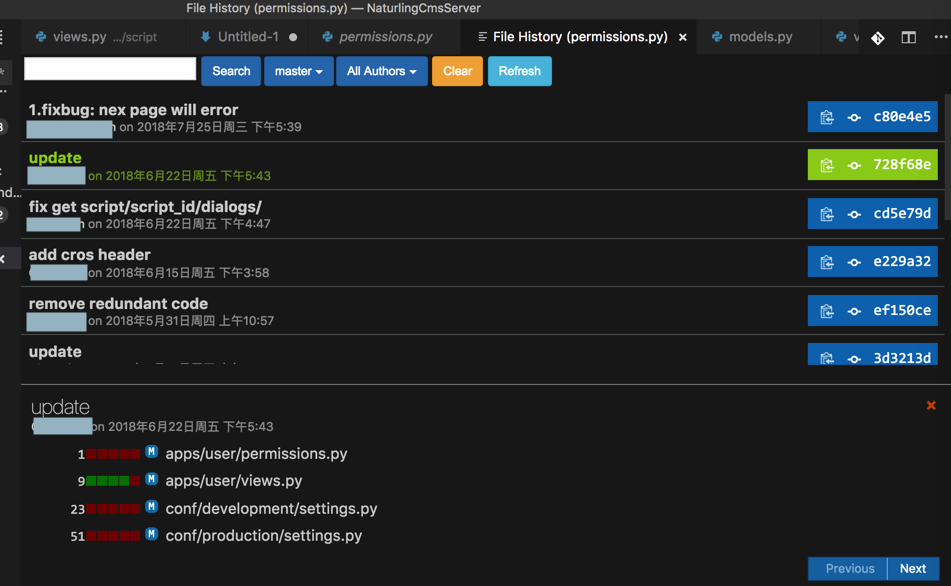 File History (permissions.py) — NaturlingCmsServer
views.py .../script Untitled-1 permissions.py File History (permissions.py) models.py
Search master All Authors Clear Refresh
1.fixbug: nex page will error
on 2018年7月25日周三 下午5:39
c80e4e5
update
on 2018年6月22日周五 下午5:43
728f68e
fix get script/script_id/dialogs/
on 2018年6月22日周五 下午4:47
cd5e79d
add cros header
on 2018年6月15日周五 下午3:58
e229a32
remove redundant code
on 2018年5月31日周四 上午10:57
ef150ce
update
3d3213d
update
on 2018年6月22日周五 下午5:43
1 M apps/user/permissions.py
9 M apps/user/views.py
23 M conf/development/settings.py
51 M conf/production/settings.py
Previous Next